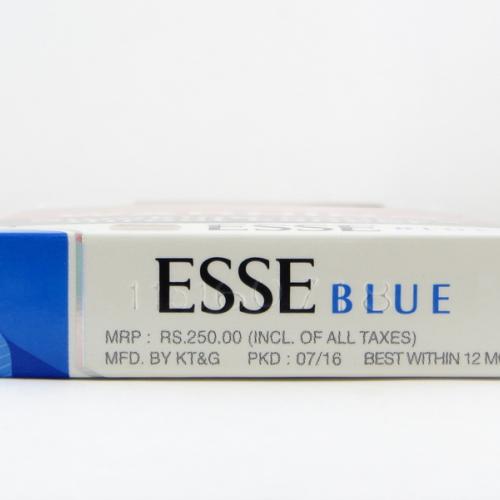 ESSE
ESSE BLUE
MRP : RS.250.00 (INCL. OF ALL TAXES)
MFD. BY KT&G PKD : 07/16 BEST WITHIN 12